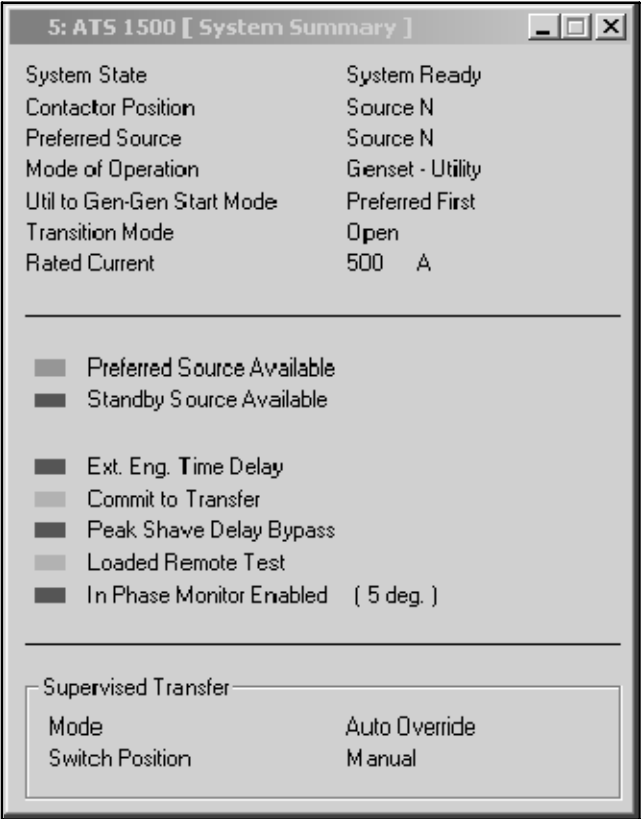 5: ATS 1500 [ System Summary ]
System State System Ready
Contactor Position Source N
Preferred Source Source N
Mode of Operation Genset - Utility
Util to Gen-Gen Start Mode Preferred First
Transition Mode Open
Rated Current 500 A
Preferred Source Available
Standby Source Available
Ext. Eng. Time Delay
Commit to Transfer
Peak Shave Delay Bypass
Loaded Remote Test
In Phase Monitor Enabled ( 5 deg. )
Supervised Transfer
Mode Auto Override
Switch Position Manual